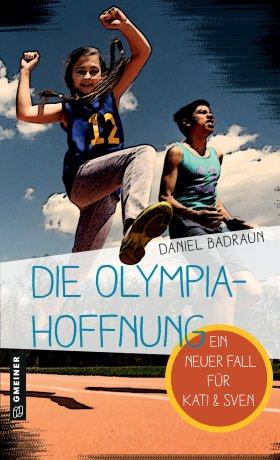 12
DANIEL BADRAUN
DIE OLYMPIA-
HOFFNUNG
EIN
NEUER FALL
FÜR
KATI & SVEN
GMEINER